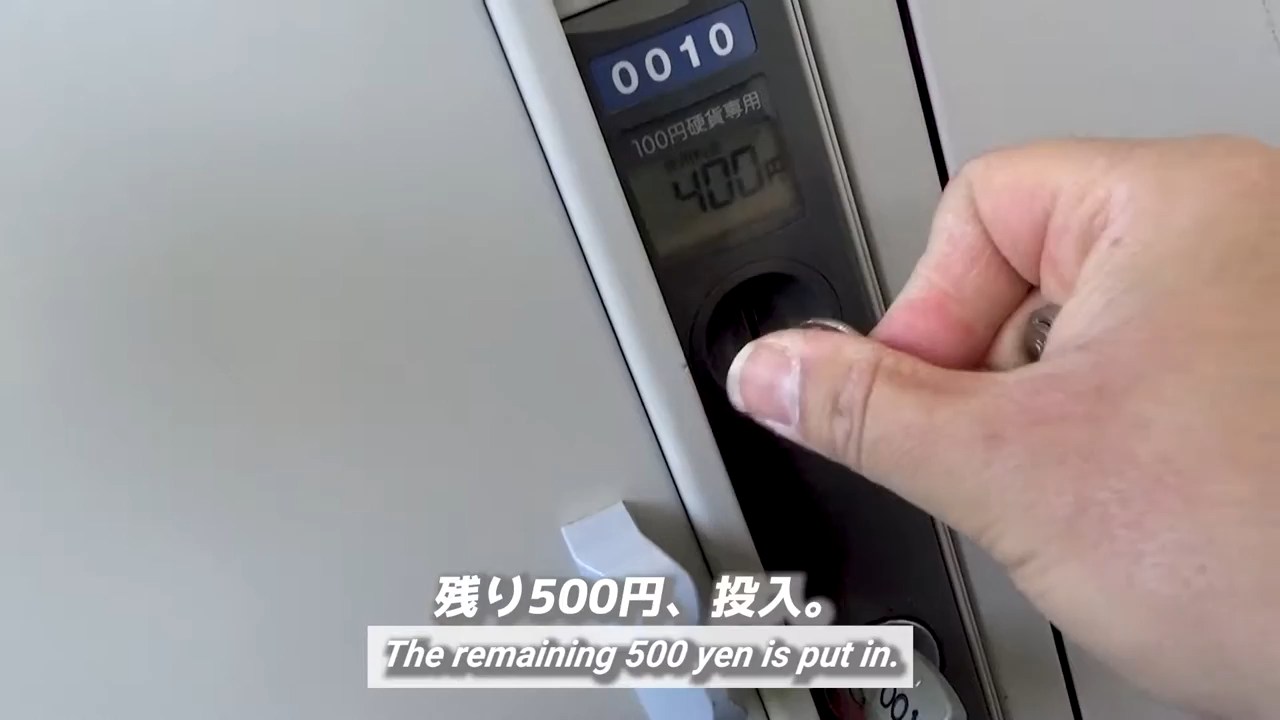 0010
100円硬貨専用
400円
残り500円、投入。
The remaining 500 yen is put in.